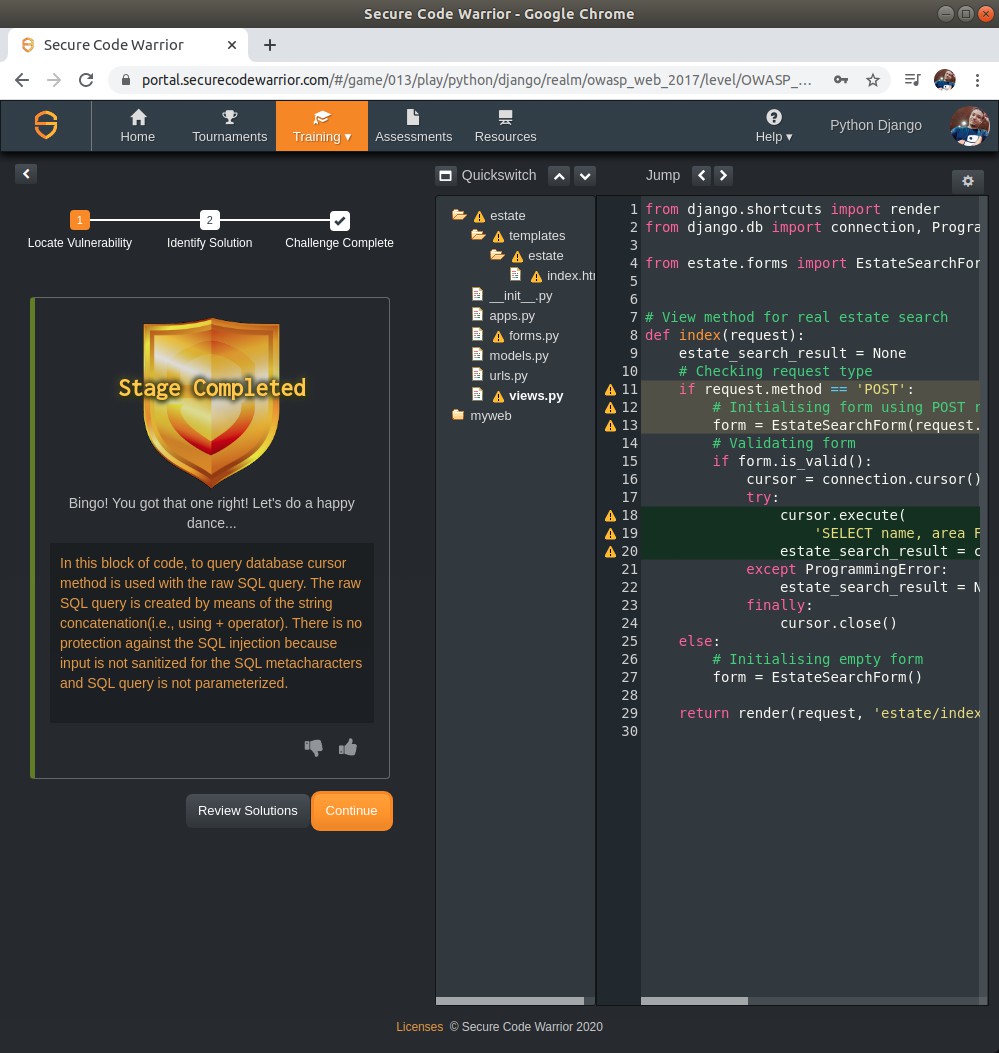 Secure Code Warrior - Google Chrome
Secure Code Warrior
portal.securecodewarrior.com/#/game/013/play/python/django/realm/owasp_web_2017/level/OWASP_...
Home
Tournaments
Training ▾
Assessments
Resources
Help ▾
Python Django
1
2
Locate Vulnerability
Identify Solution
Challenge Complete
Stage Completed
Bingo! You got that one right! Let's do a happy
dance...
In this block of code, to query database cursor
method is used with the raw SQL query. The raw
SQL query is created by means of the string
concatenation(i.e., using + operator). There is no
protection against the SQL injection because
input is not sanitized for the SQL metacharacters
and SQL query is not parameterized.
Review Solutions
Continue
Quickswitch
Jump
estate
templates
estate
index.htm
__init__.py
apps.py
forms.py
models.py
urls.py
views.py
myweb
1 from django.shortcuts import render
2 from django.db import connection, Progra
3
4 from estate.forms import EstateSearchFor
5
6
7 # View method for real estate search
8 def index(request):
9     estate_search_result = None
10     # Checking request type
11     if request.method == 'POST':
12         # Initialising form using POST r
13         form = EstateSearchForm(request.
14         # Validating form
15         if form.is_valid():
16             cursor = connection.cursor()
17             try:
18                 cursor.execute(
19                     'SELECT name, area F
20                 estate_search_result = c
21             except ProgrammingError:
22                 estate_search_result = N
23             finally:
24                 cursor.close()
25     else:
26         # Initialising empty form
27         form = EstateSearchForm()
28
29     return render(request, 'estate/index
30
Licenses © Secure Code Warrior 2020